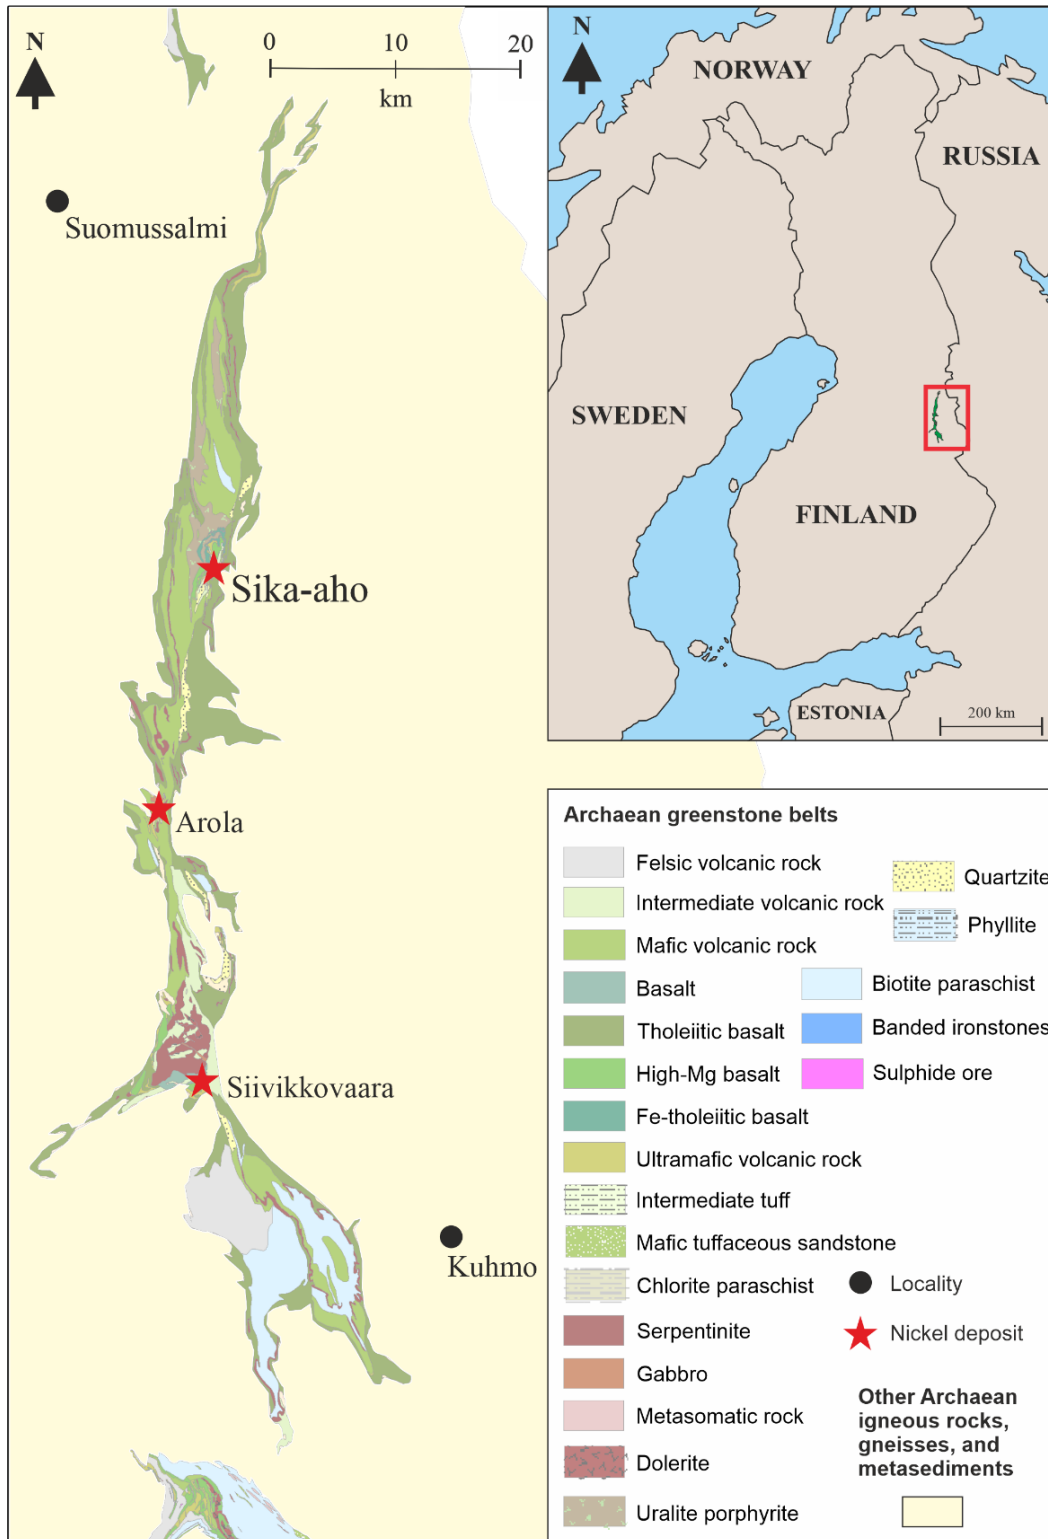 N
0
10
20
km
Suomussalmi
Sika-aho
Arola
Siivikkovaara
Kuhmo
N
NORWAY
RUSSIA
SWEDEN
FINLAND
ESTONIA
200 km
Archaean greenstone belts
Felsic volcanic rock
Intermediate volcanic rock
Mafic volcanic rock
Basalt
Tholeiitic basalt
High-Mg basalt
Fe-tholeiitic basalt
Ultramafic volcanic rock
Intermediate tuff
Mafic tuffaceous sandstone
Chlorite paraschist
Serpentinite
Gabbro
Metasomatic rock
Dolerite
Uralite porphyrite
Quartzite
Phyllite
Biotite paraschist
Banded ironstones
Sulphide ore
Locality
Nickel deposit
Other Archaean
igneous rocks,
gneisses, and
metasediments